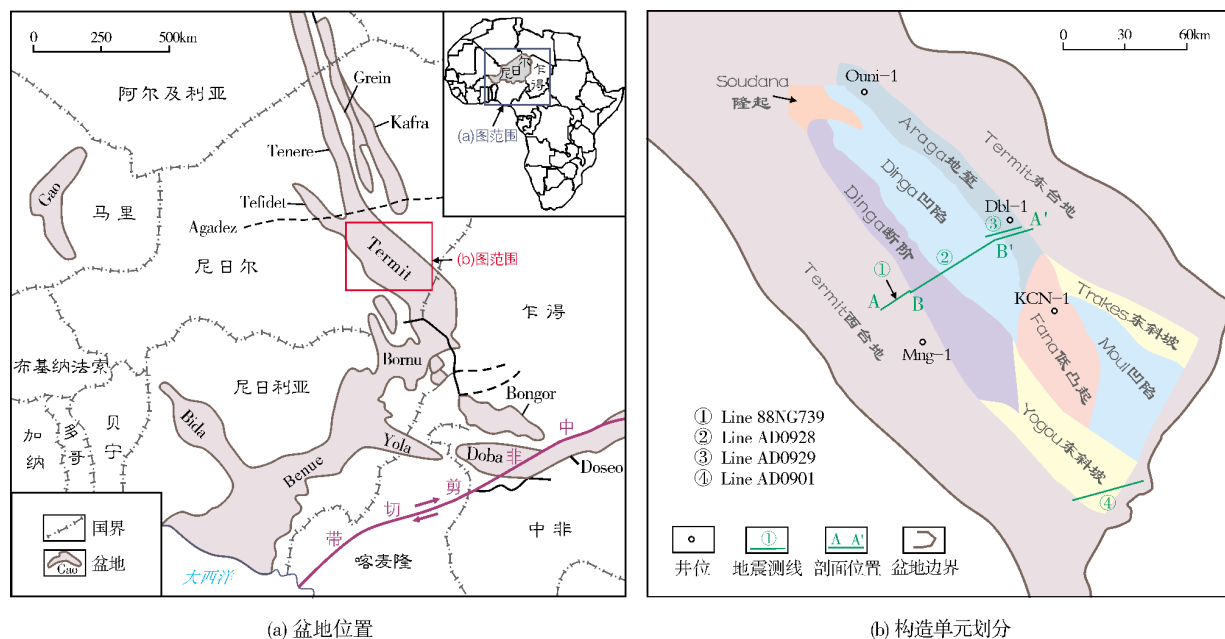 0 250 500km
阿尔及利亚
Grein
Kafra
Tenere
Gao
马里
Tefidet
Agadez
Termit
(b)图范围
尼日尔
乍得
尼日尔
乍得
(a)图范围
布基纳法索
尼日利亚
Bornu
Bongor
加纳
多哥
贝宁
Bida
Benue
Yola
Doba
Doseo
中非剪切带
中非
喀麦隆
大西洋
国界
Gao
盆地
(a) 盆地位置
0 30 60km
Soudana
隆起
Ouni-1
Araga地堑
Termit东台地
Dinga凹陷
Dbl-1
③
A'
B'
Dinga断阶
②
①
A
B
KCN-1
Trakes东斜坡
Termit西台地
Mng-1
Fana低凸起
Moul凹陷
Yogou东斜坡
④
① Line 88NG739
② Line AD0928
③ Line AD0929
④ Line AD0901
①
A A'
井位
地震测线
剖面位置
盆地边界
(b) 构造单元划分